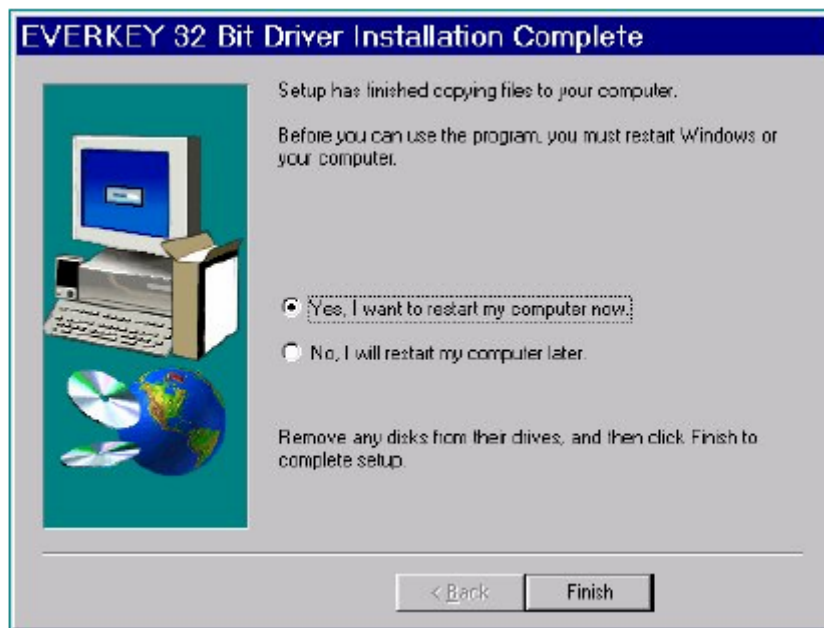 EVERKEY 32 Bit Driver Installation Complete
Setup has finished copying files to your computer.
Before you can use the program, you must restart Windows or
your computer.
Yes, I want to restart my computer now.
No, I will restart my computer later.
Remove any disks from their drives, and then click Finish to
complete setup.
< Back
Finish